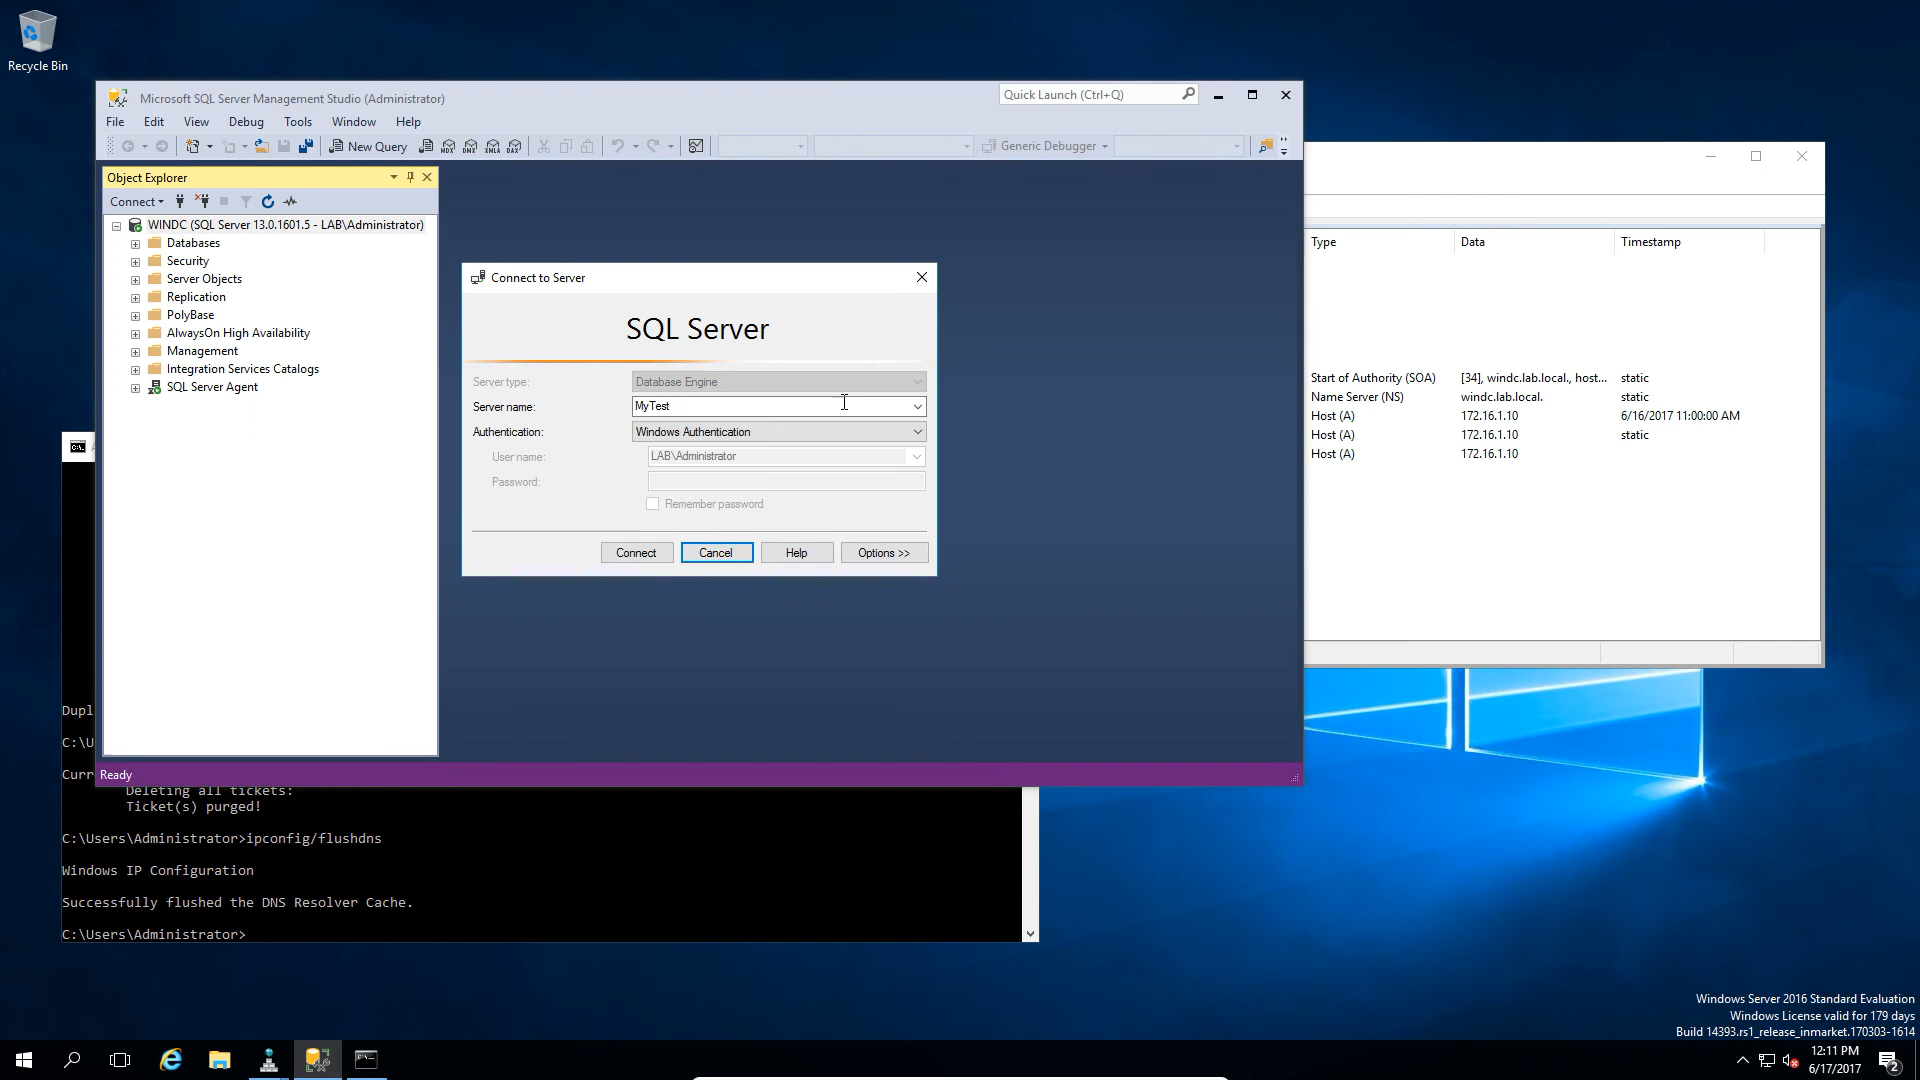 Recycle Bin
Microsoft SQL Server Management Studio (Administrator)
Quick Launch (Ctrl+Q)
File Edit View Debug Tools Window Help
New Query
MDX DMX XMLA DAX
Generic Debugger
Object Explorer
Connect
WINDC (SQL Server 13.0.1601.5 - LAB\Administrator)
Databases
Security
Server Objects
Replication
PolyBase
AlwaysOn High Availability
Management
Integration Services Catalogs
SQL Server Agent
Connect to Server
SQL Server
Server type: Database Engine
Server name: MyTest
Authentication: Windows Authentication
User name: LAB\Administrator
Password:
Remember password
Connect Cancel Help Options >>
Ready
Type Data Timestamp
Start of Authority (SOA) [34], windc.lab.local., host... static
Name Server (NS) windc.lab.local. static
Host (A) 172.16.1.10 6/16/2017 11:00:00 AM
Host (A) 172.16.1.10 static
Host (A) 172.16.1.10
Dupl
C:\U
Curr
Deleting all tickets:
Ticket(s) purged!
C:\Users\Administrator>ipconfig/flushdns
Windows IP Configuration
Successfully flushed the DNS Resolver Cache.
C:\Users\Administrator>
Windows Server 2016 Standard Evaluation
Windows License valid for 179 days
Build 14393.rs1_release_inmarket.170303-1614
12:11 PM
6/17/2017
2